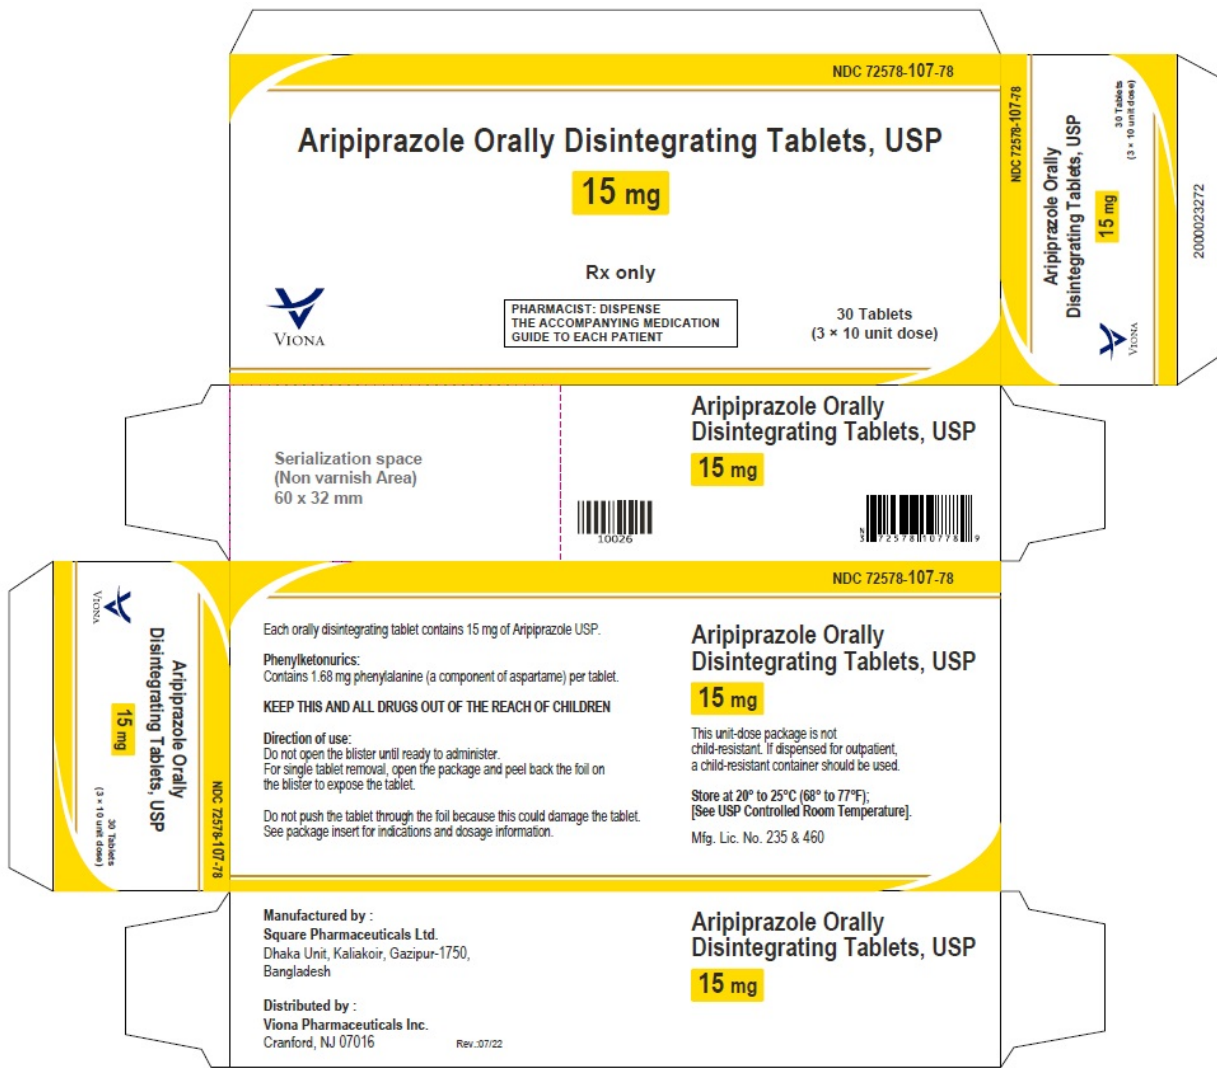 NDC 72578-107-78
Aripiprazole Orally Disintegrating Tablets, USP
15 mg
Rx only
VIONA
PHARMACIST: DISPENSE
THE ACCOMPANYING MEDICATION
GUIDE TO EACH PATIENT
30 Tablets
(3 × 10 unit dose)
NDC 72578-107-78
Aripiprazole Orally
Disintegrating Tablets, USP
15 mg
30 Tablets
(3 × 10 unit dose)
VIONA
2000023272
Serialization space
(Non varnish Area)
60 x 32 mm
10026
Aripiprazole Orally
Disintegrating Tablets, USP
15 mg
N
3 72578 10778 9
VIONA
Aripiprazole Orally
Disintegrating Tablets, USP
15 mg
30 Tablets
(3 × 10 unit dose)
NDC 72578-107-78
NDC 72578-107-78
Each orally disintegrating tablet contains 15 mg of Aripiprazole USP.
Phenylketonurics:
Contains 1.68 mg phenylalanine (a component of aspartame) per tablet.
KEEP THIS AND ALL DRUGS OUT OF THE REACH OF CHILDREN
Direction of use:
Do not open the blister until ready to administer.
For single tablet removal, open the package and peel back the foil on
the blister to expose the tablet.
Do not push the tablet through the foil because this could damage the tablet.
See package insert for indications and dosage information.
Aripiprazole Orally
Disintegrating Tablets, USP
15 mg
This unit-dose package is not
child-resistant. If dispensed for outpatient,
a child-resistant container should be used.
Store at 20° to 25°C (68° to 77°F);
[See USP Controlled Room Temperature].
Mfg. Lic. No. 235 & 460
Manufactured by :
Square Pharmaceuticals Ltd.
Dhaka Unit, Kaliakoir, Gazipur-1750,
Bangladesh
Distributed by :
Viona Pharmaceuticals Inc.
Cranford, NJ 07016
Rev.:07/22
Aripiprazole Orally
Disintegrating Tablets, USP
15 mg